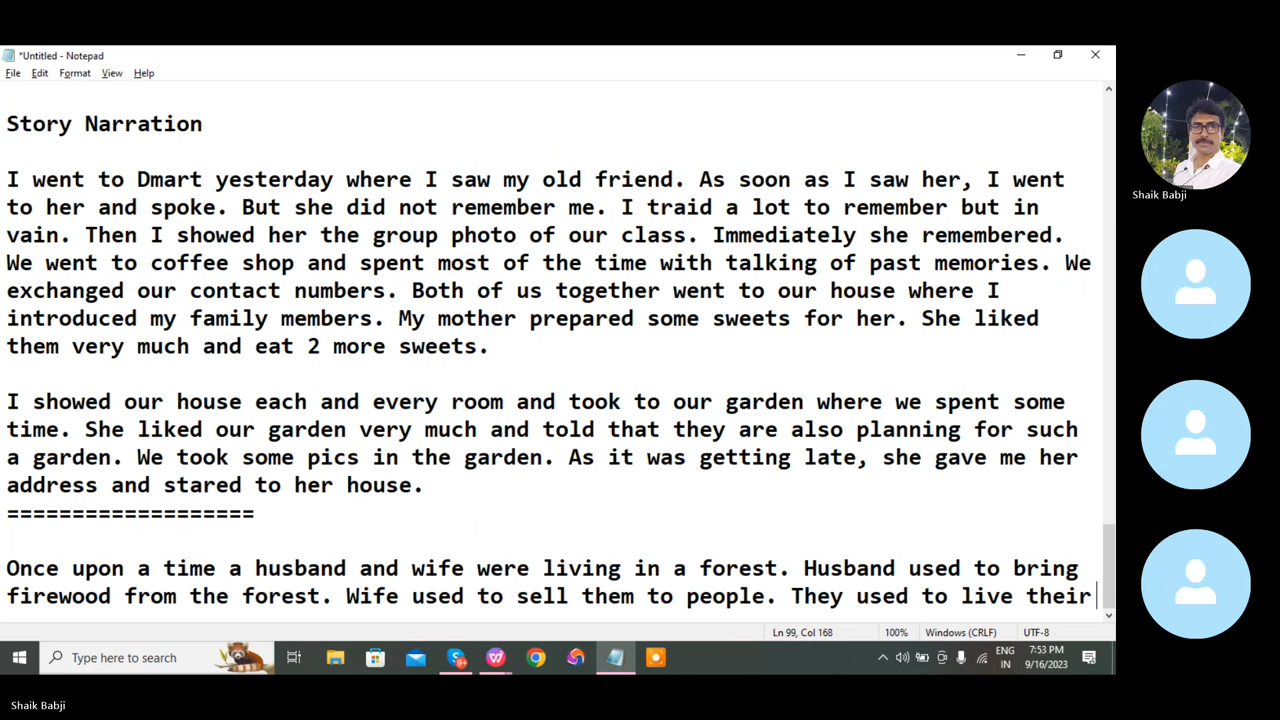 *Untitled - Notepad
File Edit Format View Help
Story Narration
I went to Dmart yesterday where I saw my old friend. As soon as I saw her, I went
to her and spoke. But she did not remember me. I traid a lot to remember but in
vain. Then I showed her the group photo of our class. Immediately she remembered.
We went to coffee shop and spent most of the time with talking of past memories. We
exchanged our contact numbers. Both of us together went to our house where I
introduced my family members. My mother prepared some sweets for her. She liked
them very much and eat 2 more sweets.
I showed our house each and every room and took to our garden where we spent some
time. She liked our garden very much and told that they are also planning for such
a garden. We took some pics in the garden. As it was getting late, she gave me her
address and stared to her house.
===================
Once upon a time a husband and wife were living in a forest. Husband used to bring
firewood from the forest. Wife used to sell them to people. They used to live their
Ln 99, Col 168 100% Windows (CRLF) UTF-8
Type here to search
ENG
IN
7:53 PM
9/16/2023
Shaik Babji
Shaik Babji